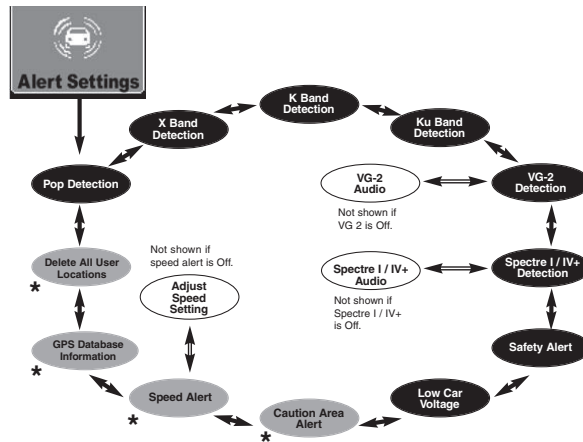 Alert Settings
K Band
Detection
X Band
Detection
Ku Band
Detection
Pop Detection
VG-2
Audio
VG-2
Detection
Not shown if
VG 2 is Off.
Not shown if
speed alert is Off.
Delete All User
Locations
*
Spectre I / IV+
Audio
Spectre I / IV+
Detection
Adjust
Speed
Setting
Not shown if
Spectre I / IV+
is Off.
GPS Database
Information
*
Safety Alert
Speed Alert
*
Low Car
Voltage
Caution Area
Alert
*